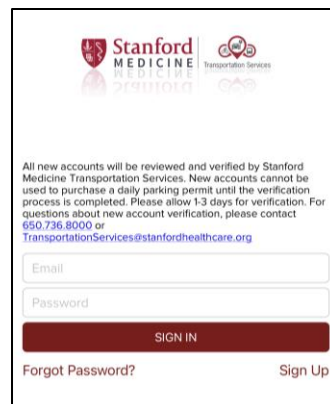 Stanford
MEDICINE
Transportation Services
All new accounts will be reviewed and verified by Stanford
Medicine Transportation Services. New accounts cannot be
used to purchase a daily parking permit until the verification
process is completed. Please allow 1-3 days for verification. For
questions about new account verification, please contact
650.736.8000 or
TransportationServices@stanfordhealthcare.org
Email
Password
SIGN IN
Forgot Password? Sign Up